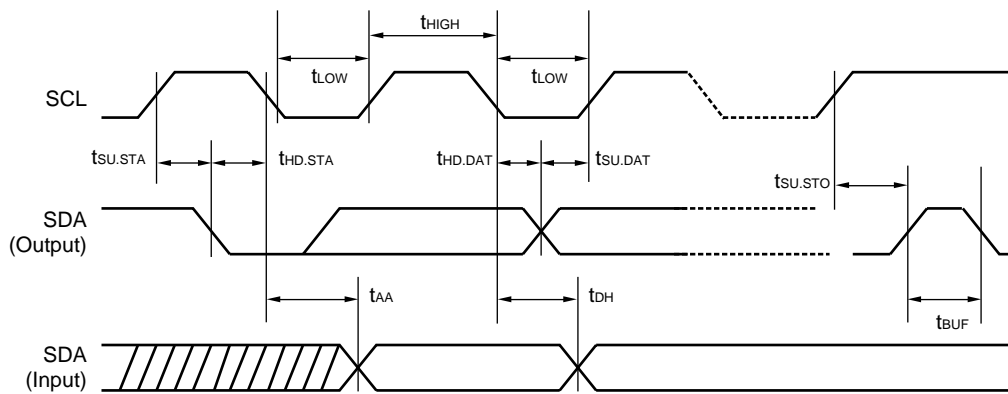 tHIGH
tLOW
tLOW
SCL
tSU.STA
tHD.STA
tHD.DAT
tSU.DAT
tSU.STO
SDA
(Output)
tAA
tDH
tBUF
SDA
(Input)